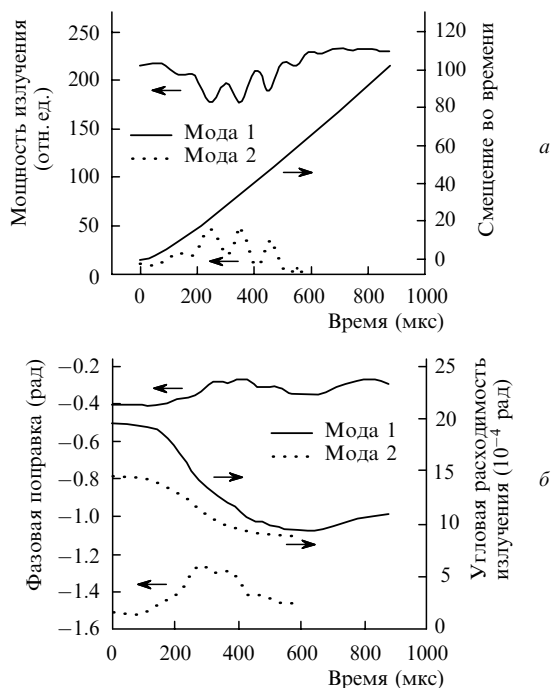 Мощность излучения
(отн. ед.)
250
200
150
100
50
0
Мода 1
Мода 2
120
100
80
60
40
20
0
Смещение во времени
а
0 200 400 600 800 1000
Время (мкс)
Фазовая поправка (рад)
−0.2
−0.4
−0.6
−0.8
−1.0
−1.2
−1.4
−1.6
Мода 1
Мода 2
25
20
15
10
5
0
Угловая расходимость
излучения (10⁻⁴ рад)
б
0 200 400 600 800 1000
Время (мкс)